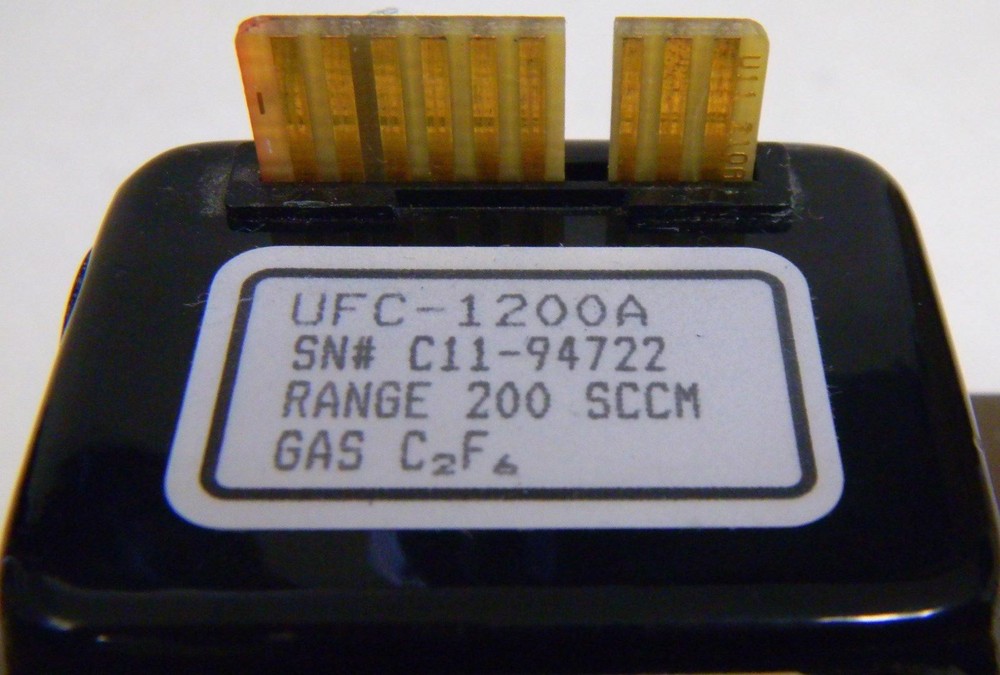 UFC-1200A
SN# C11-94722
RANGE 200 SCCM
GAS C₂F₆